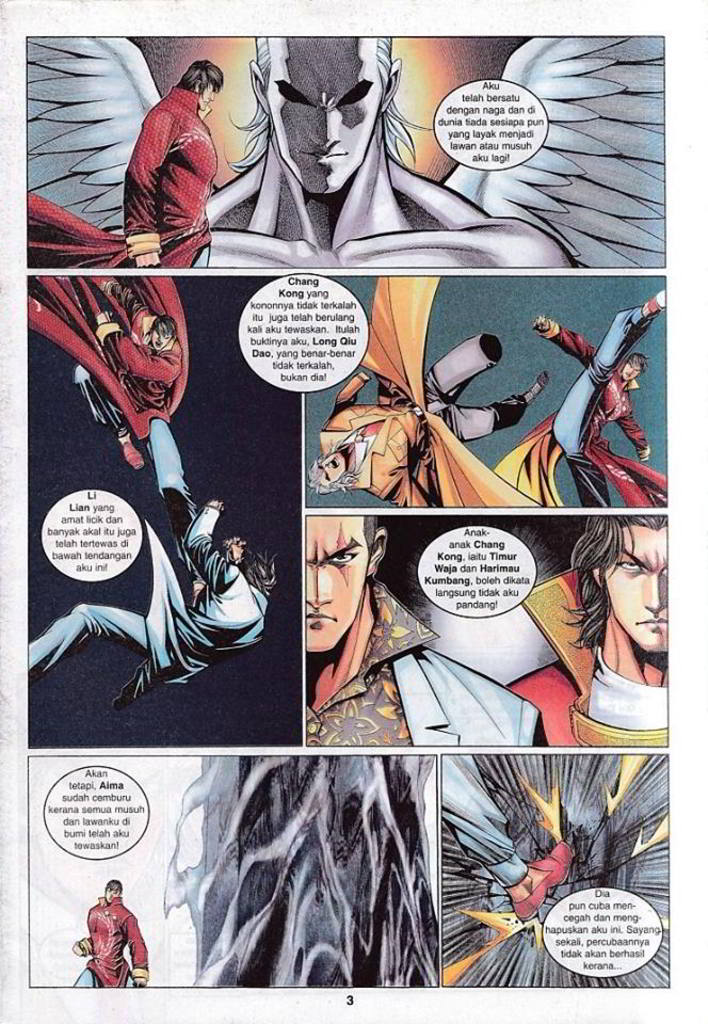 Aku
telah bersatu
dengan naga dan di
dunia tiada sesiapa pun
yang layak menjadi
lawan atau musuh
aku lagi!
Chang
Kong yang
kononnya tidak terkalah
itu juga telah berulang
kali aku tewaskan. Itulah
buktinya aku, Long Qiu
Dao, yang benar-benar
tidak terkalah,
bukan dia!
Li
Lian yang
amat licik dan
banyak akal itu juga
telah tertewas di
bawah tendangan
aku ini!
Anak-
anak Chang
Kong, iaitu Timur
Waja dan Harimau
Kumbang, boleh dikata
langsung tidak aku
pandang!
Akan
tetapi, Aima
sudah cemburu
kerana semua musuh
dan lawanku di
bumi telah aku
tewaskan!
Dia
pun cuba men-
cegah dan meng-
hapuskan aku ini. Sayang
sekali, percubaannya
tidak akan berhasil
kerana...
3